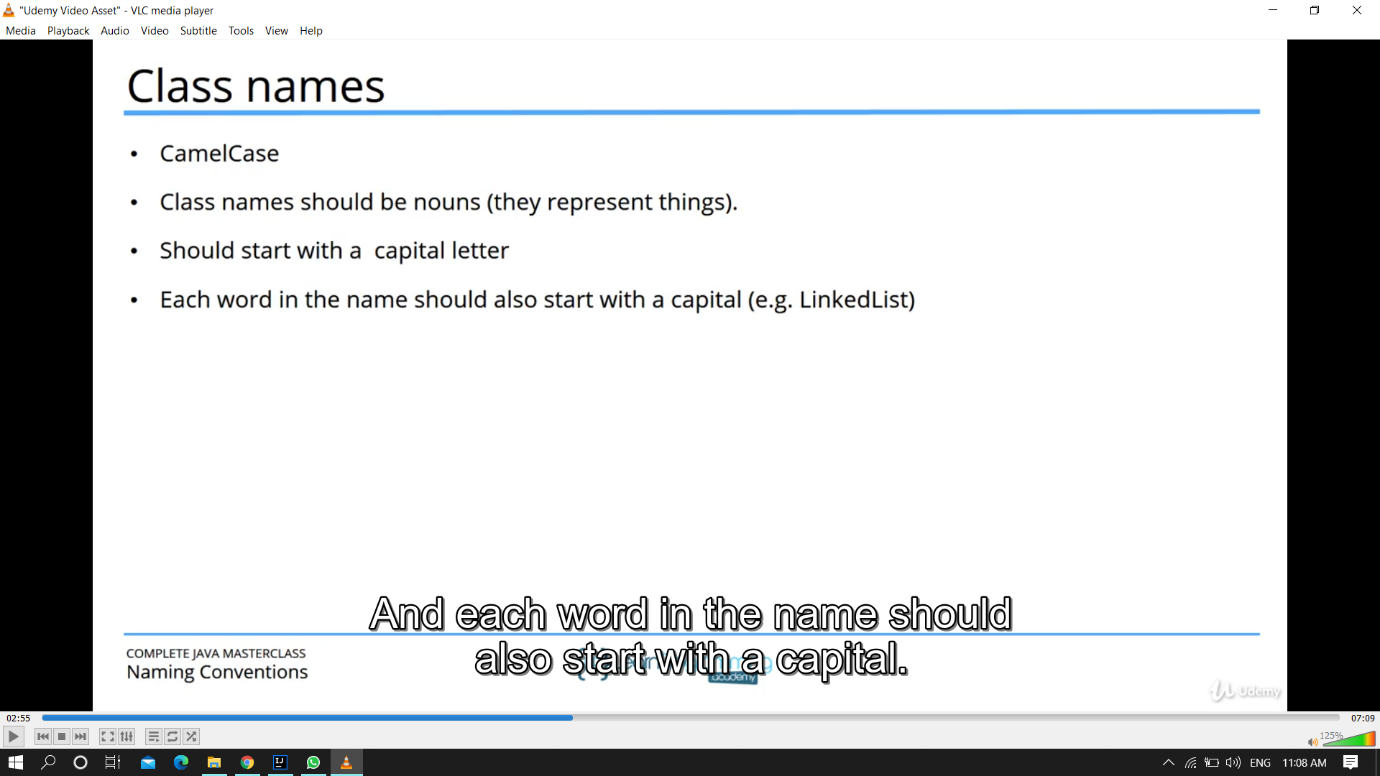 "Udemy Video Asset" - VLC media player
Media Playback Audio Video Subtitle Tools View Help
Class names
• CamelCase
• Class names should be nouns (they represent things).
• Should start with a capital letter
• Each word in the name should also start with a capital (e.g. LinkedList)
And each word in the name should
also start with a capital.
COMPLETE JAVA MASTERCLASS
Naming Conventions
academy
Udemy
02:55
07:09
125%
ENG 11:08 AM